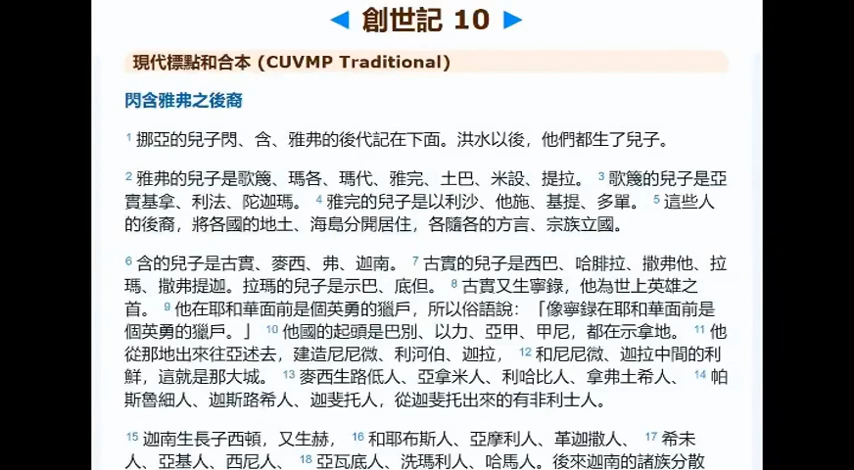 ◄ 創世記 10 ►
現代標點和合本 (CUVMP Traditional)
閃含雅弗之後裔
1 挪亞的兒子閃、含、雅弗的後代記在下面。洪水以後，他們都生了兒子。
2 雅弗的兒子是歌篾、瑪各、瑪代、雅完、土巴、米設、提拉。 3 歌篾的兒子是亞
實基拿、利法、陀迦瑪。 4 雅完的兒子是以利沙、他施、基提、多單。 5 這些人
的後裔，將各國的地土、海島分開居住，各隨各的方言、宗族立國。
6 含的兒子是古實、麥西、弗、迦南。 7 古實的兒子是西巴、哈腓拉、撒弗他、拉
瑪、撒弗提迦。拉瑪的兒子是示巴、底但。 8 古實又生寧錄，他為世上英雄之
首。 9 他在耶和華面前是個英勇的獵戶，所以俗語說：「像寧錄在耶和華面前是
個英勇的獵戶。」 10 他國的起頭是巴別、以力、亞甲、甲尼，都在示拿地。 11 他
從那地出來往亞述去，建造尼尼微、利河伯、迦拉， 12 和尼尼微、迦拉中間的利
鮮，這就是那大城。 13 麥西生路低人、亞拿米人、利哈比人、拿弗土希人、 14 帕
斯魯細人、迦斯路希人、迦斐托人，從迦斐托出來的有非利士人。
15 迦南生長子西頓，又生赫， 16 和耶布斯人、亞摩利人、革迦撒人、 17 希未
人、亞基人、西尼人、 18 亞瓦底人、洗瑪利人、哈馬人。後來迦南的諸族分散